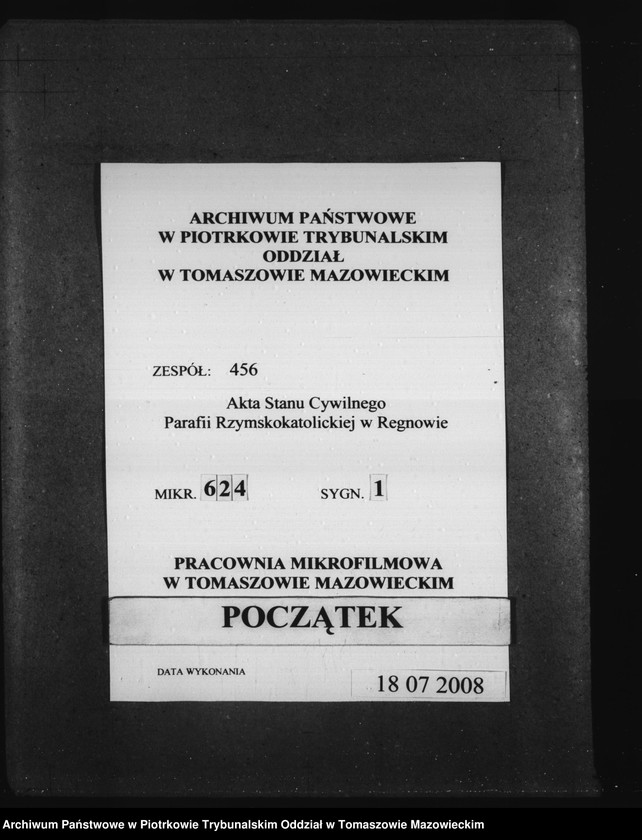 ARCHIWUM PAŃSTWOWE
W PIOTRKOWIE TRYBUNALSKIM
ODDZIAŁ
W TOMASZOWIE MAZOWIECKIM
ZESPÓŁ: 456
Akta Stanu Cywilnego
Parafii Rzymskokatolickiej w Regnowie
MIKR. 624 SYGN. 1
PRACOWNIA MIKROFILMOWA
W TOMASZOWIE MAZOWIECKIM
POCZĄTEK
DATA WYKONANIA
18 07 2008
Archiwum Państwowe w Piotrkowie Trybunalskim Oddział w Tomaszowie Mazowieckim